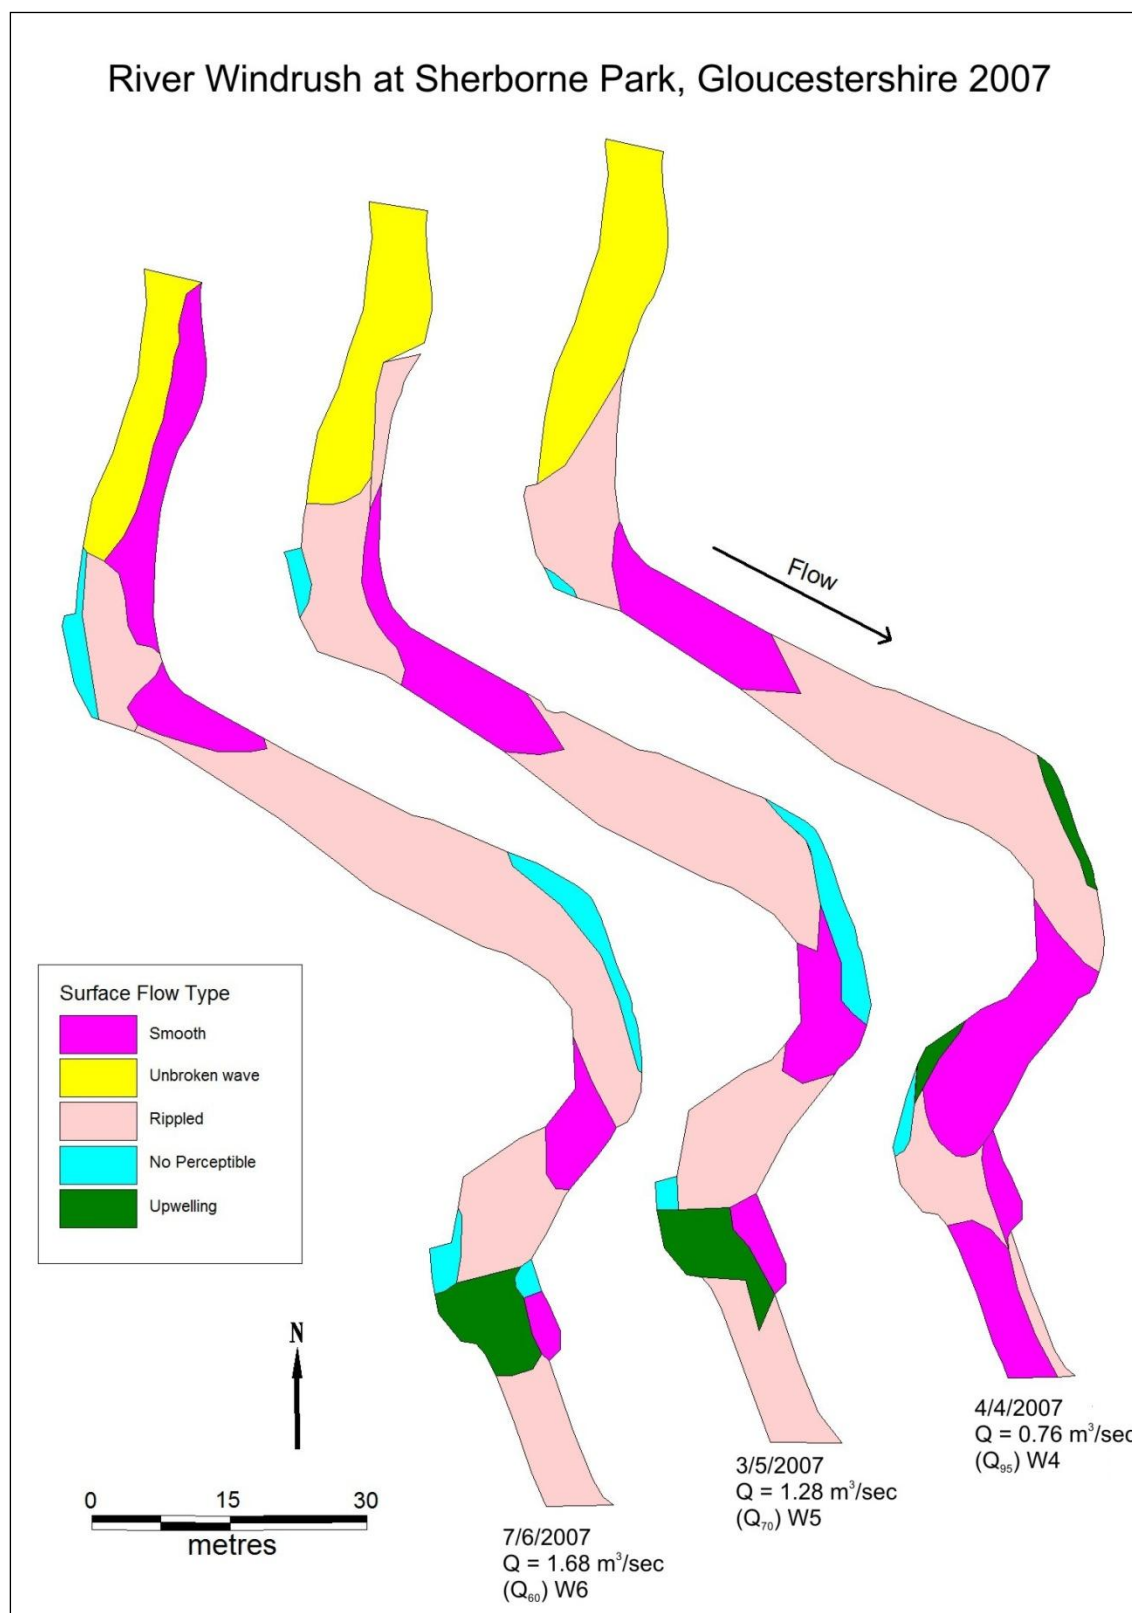 River Windrush at Sherborne Park, Gloucestershire 2007
Flow
Surface Flow Type
Smooth
Unbroken wave
Rippled
No Perceptible
Upwelling
N
0 15 30
metres
4/4/2007
Q = 0.76 m³/sec
(Q₉₅) W4
3/5/2007
Q = 1.28 m³/sec
(Q₇₀) W5
7/6/2007
Q = 1.68 m³/sec
(Q₆₀) W6